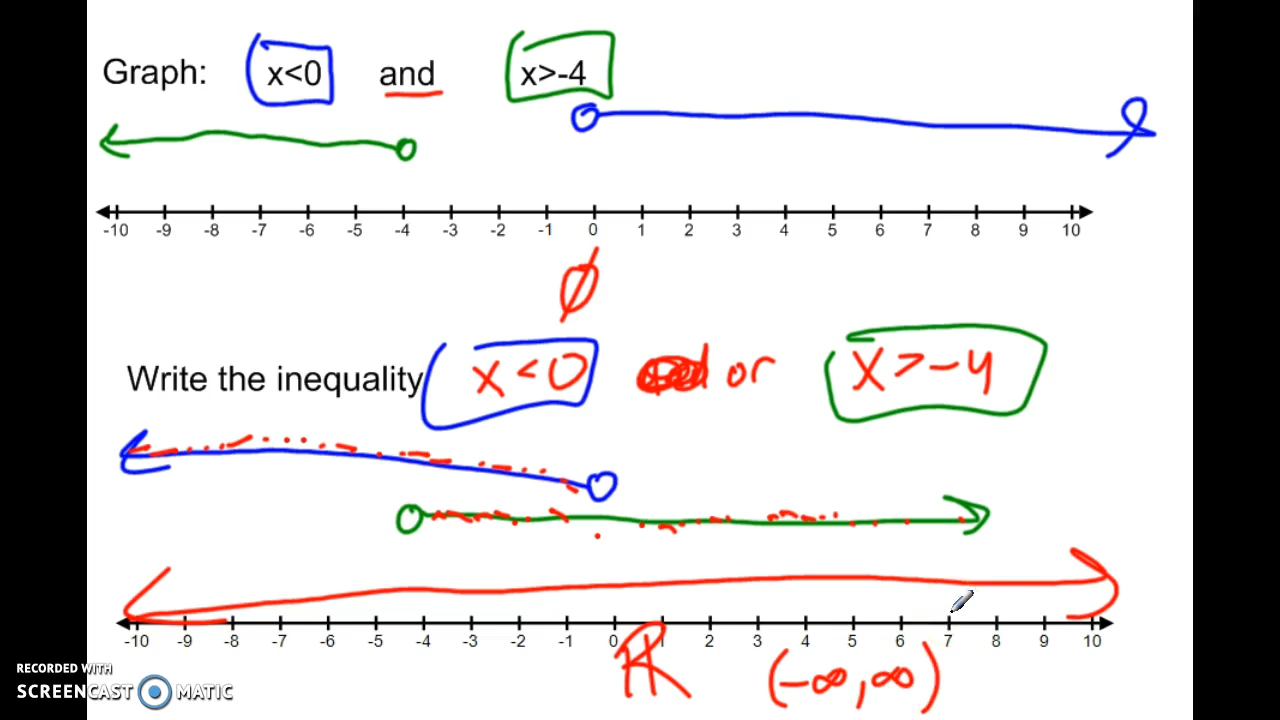 Graph: x<0 and x>-4
-10 -9 -8 -7 -6 -5 -4 -3 -2 -1 0 1 2 3 4 5 6 7 8 9 10
∅
Write the inequality x<0 or x>-4
-10 -9 -8 -7 -6 -5 -4 -3 -2 -1 0 1 2 3 4 5 6 7 8 9 10
ℝ (-∞,∞)
RECORDED WITH
SCREENCAST MATIC